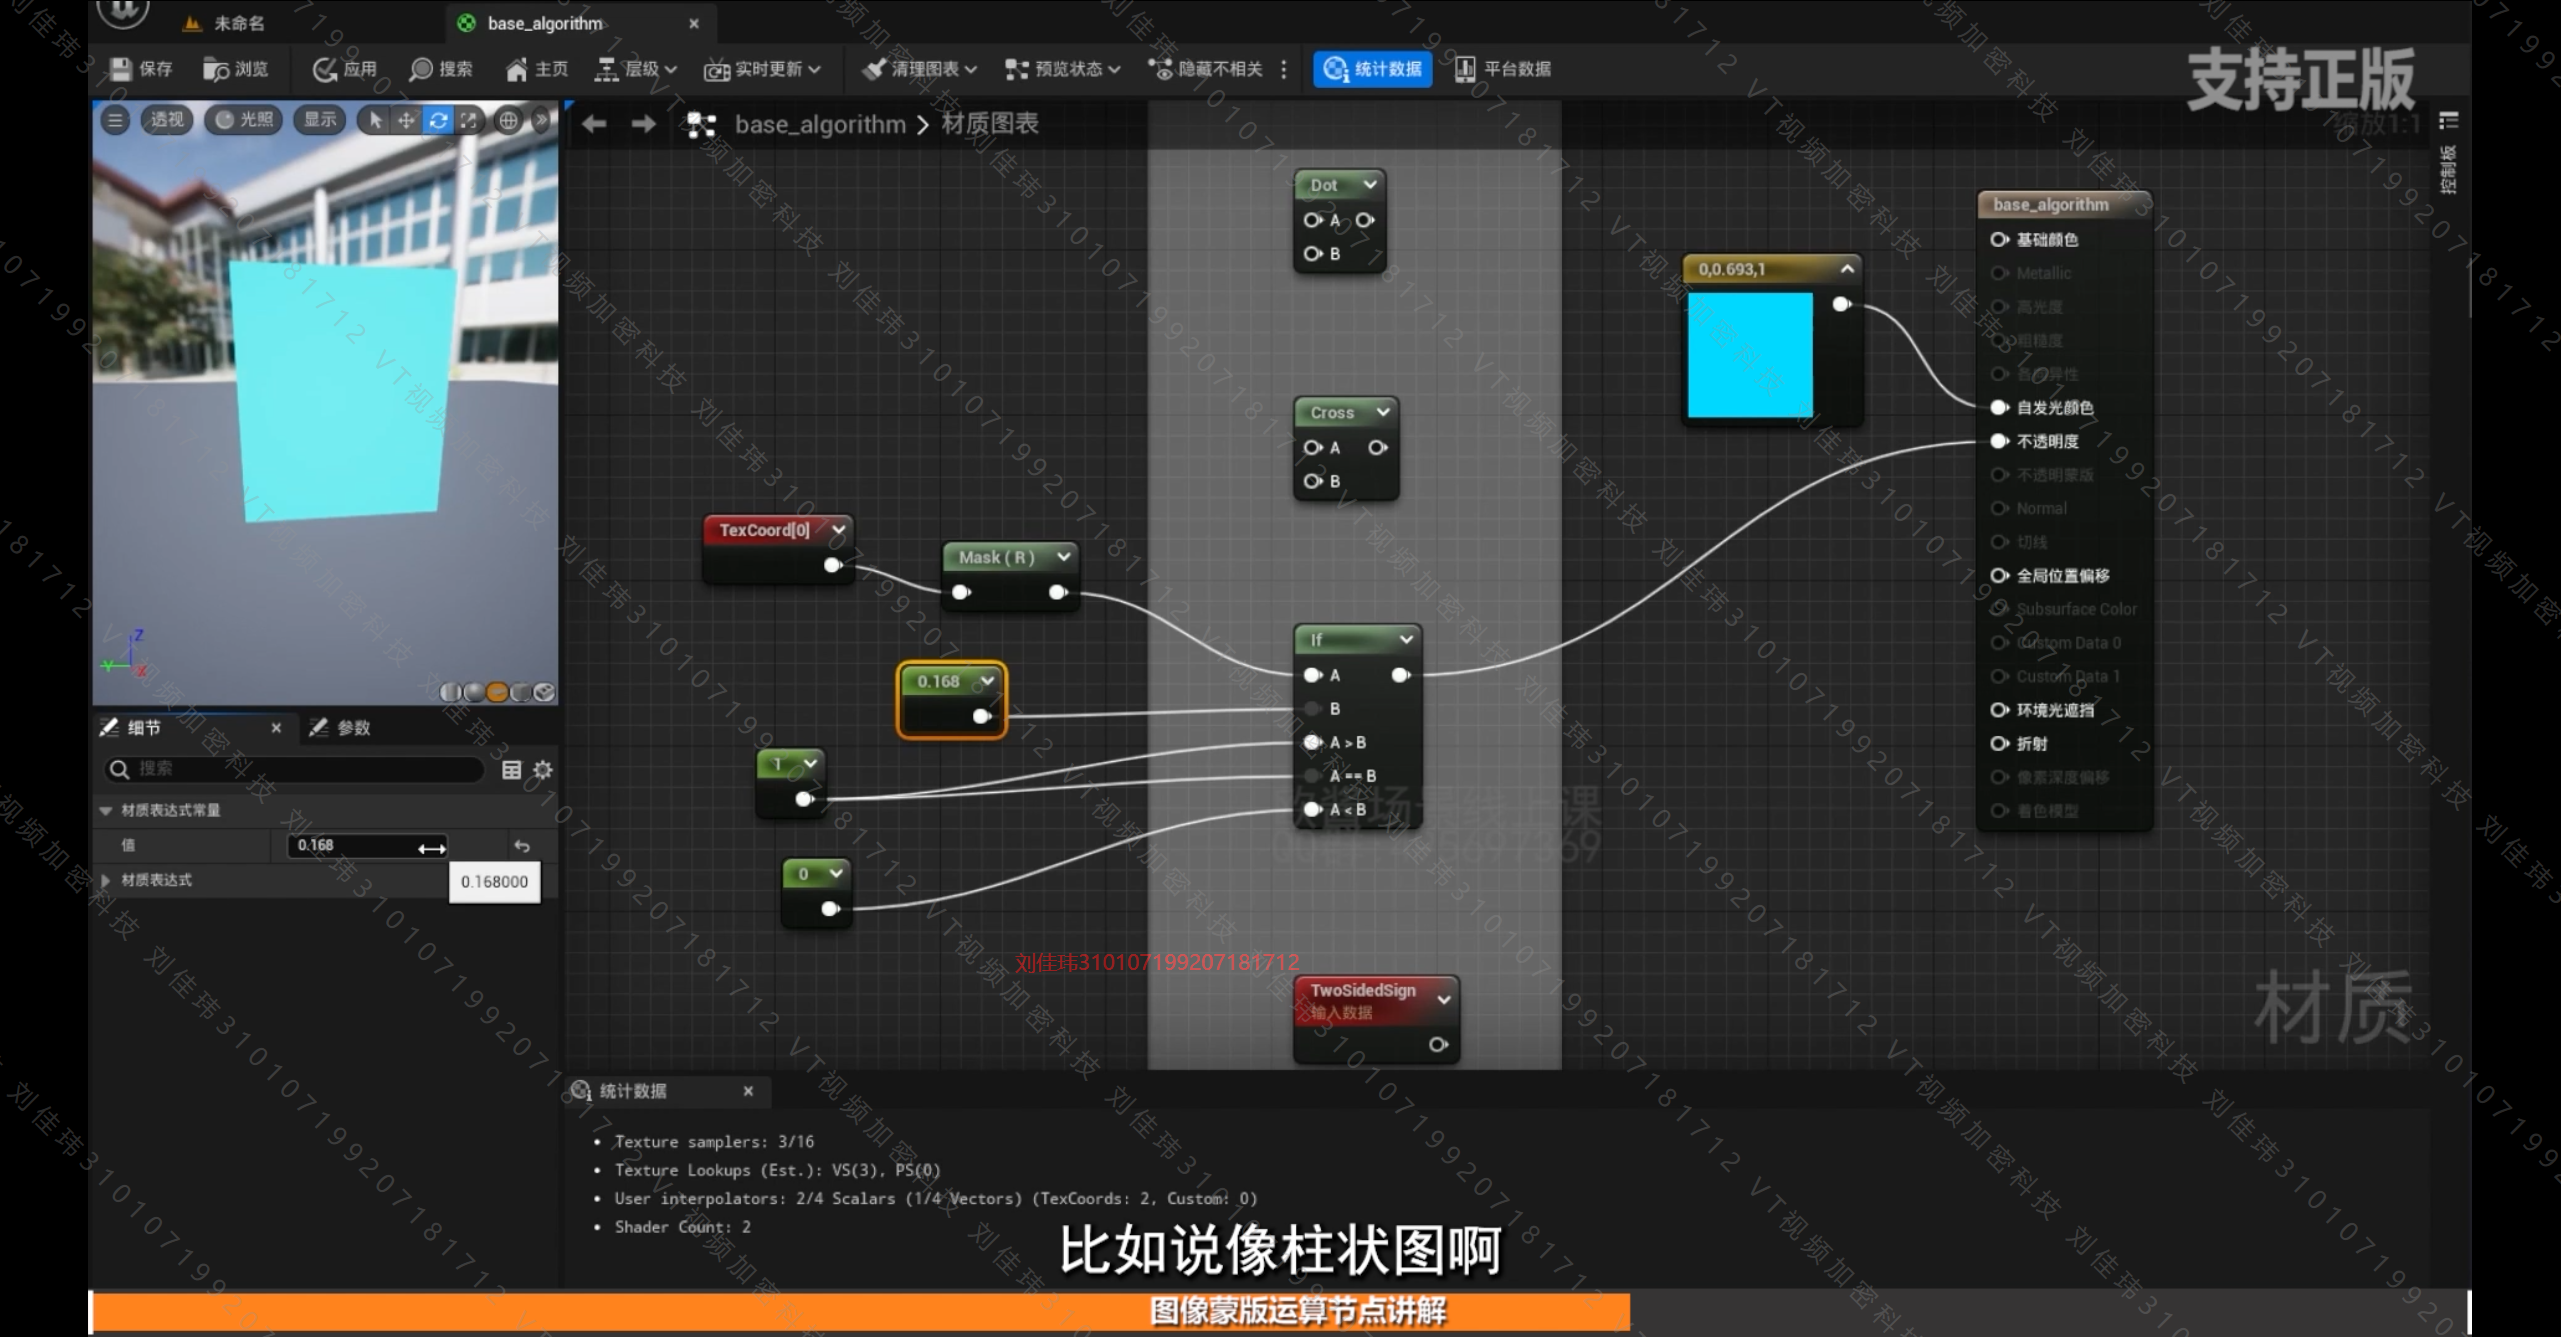 未命名
base_algorithm
保存 浏览 应用 搜索 主页 层级 实时更新 清理图表 预览状态 隐藏不相关 统计数据 平台数据
支持正版
透视 光照 显示
base_algorithm 材质图表
缩放1:1
控制板
Dot
A
B
Cross
A
B
TexCoord[0]
Mask ( R )
0.168
1
0
If
A
B
A > B
A == B
A < B
TwoSidedSign
输入数据
0,0.693,1
base_algorithm
基础颜色
Metallic
高光度
粗糙度
各向异性
自发光颜色
不透明度
不透明蒙版
Normal
切线
全局位置偏移
Subsurface Color
Custom Data 0
Custom Data 1
环境光遮挡
折射
像素深度偏移
着色模型
Z
Y
X
细节 参数
搜索
材质表达式常量
值 0.168
0.168000
材质表达式
刘佳玮310107199207181712
VT视频加密科技
材质
统计数据
Texture samplers: 3/16
Texture Lookups (Est.): VS(3), PS(0)
User interpolators: 2/4 Scalars (1/4 Vectors) (TexCoords: 2, Custom: 0)
Shader Count: 2
比如说像柱状图啊
图像蒙版运算节点讲解